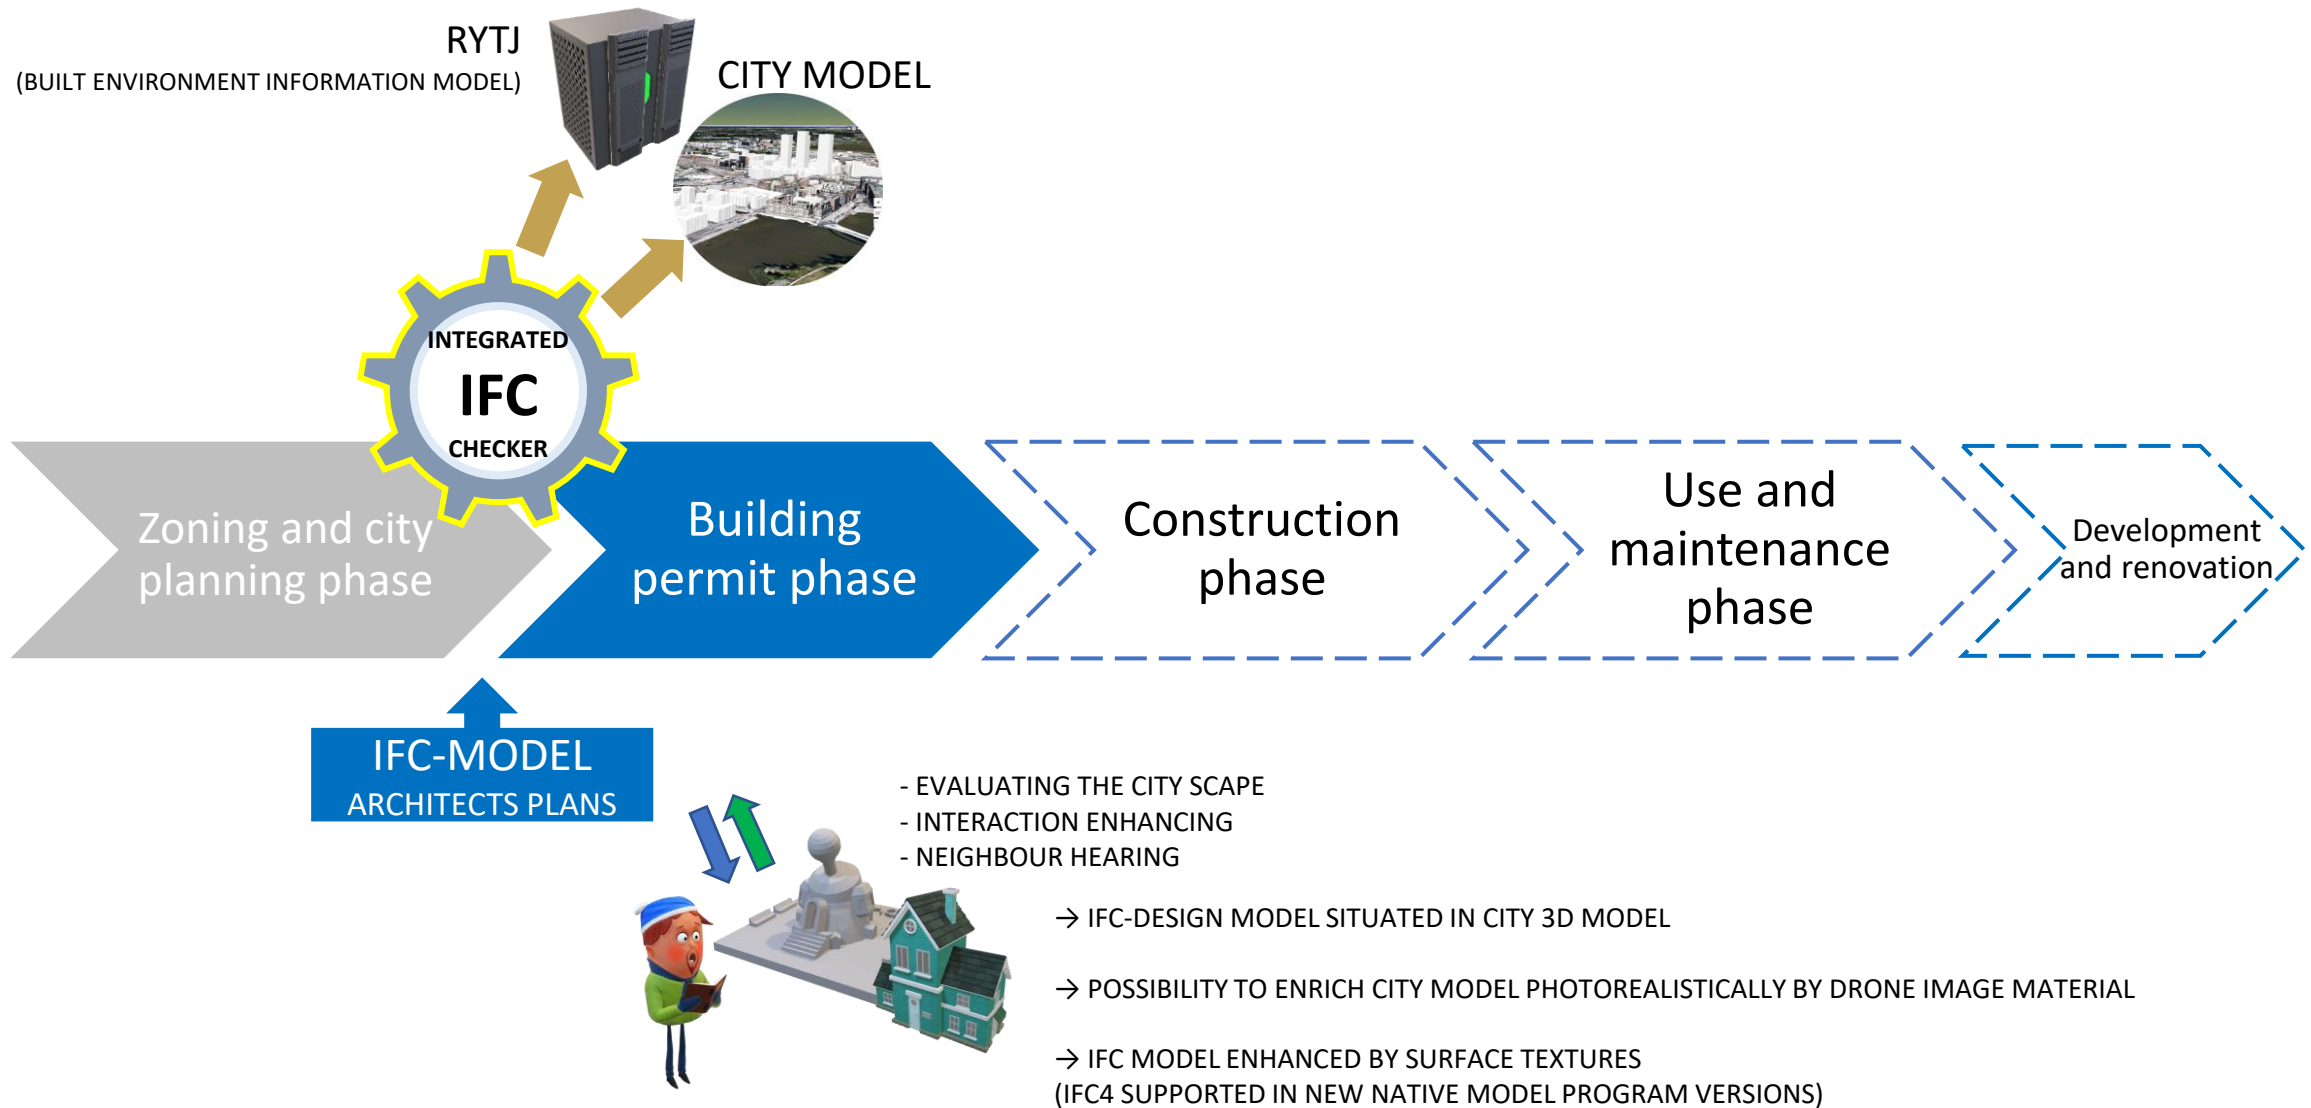 RYTJ
(BUILT ENVIRONMENT INFORMATION MODEL)
CITY MODEL
INTEGRATED
IFC
CHECKER
Zoning and city
planning phase
Building
permit phase
Construction
phase
Use and
maintenance
phase
Development
and renovation
IFC-MODEL
ARCHITECTS PLANS
- EVALUATING THE CITY SCAPE
- INTERACTION ENHANCING
- NEIGHBOUR HEARING
→ IFC-DESIGN MODEL SITUATED IN CITY 3D MODEL
→ POSSIBILITY TO ENRICH CITY MODEL PHOTOREALISTICALLY BY DRONE IMAGE MATERIAL
→ IFC MODEL ENHANCED BY SURFACE TEXTURES
(IFC4 SUPPORTED IN NEW NATIVE MODEL PROGRAM VERSIONS)